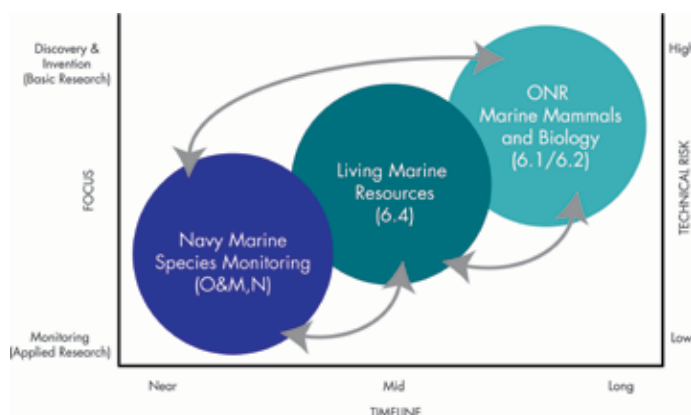 Discovery &
Invention
(Basic Research)
High
ONR
Marine Mammals
and Biology
(6.1/6.2)
Living Marine
Resources
(6.4)
FOCUS
TECHNICAL RISK
Navy Marine
Species Monitoring
(O&M,N)
Monitoring
(Applied Research)
Low
Near
Mid
Long
TIMELINE